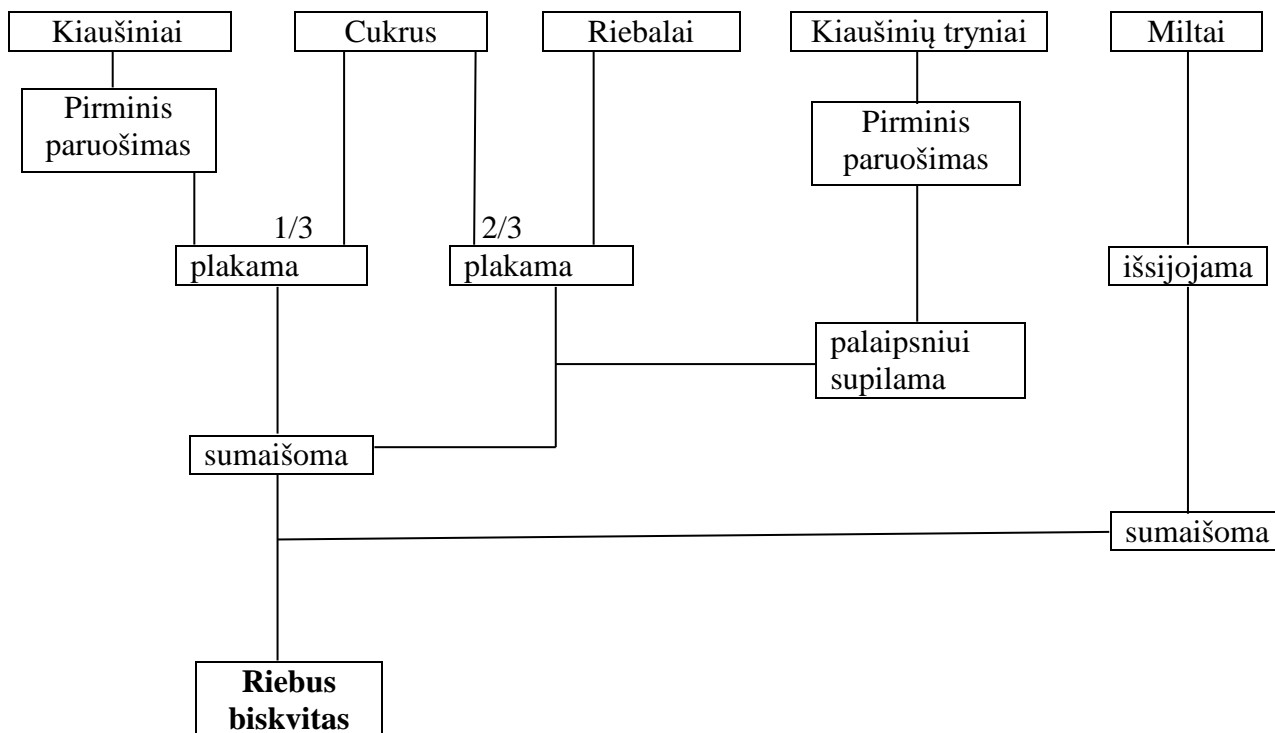 Kiaušiniai
Cukrus
Riebalai
Kiaušinių tryniai
Miltai
Pirminis
paruošimas
Pirminis
paruošimas
1/3
2/3
plakama
plakama
išsijojama
palaipsniui
supilama
sumaišoma
sumaišoma
Riebus
biskvitas